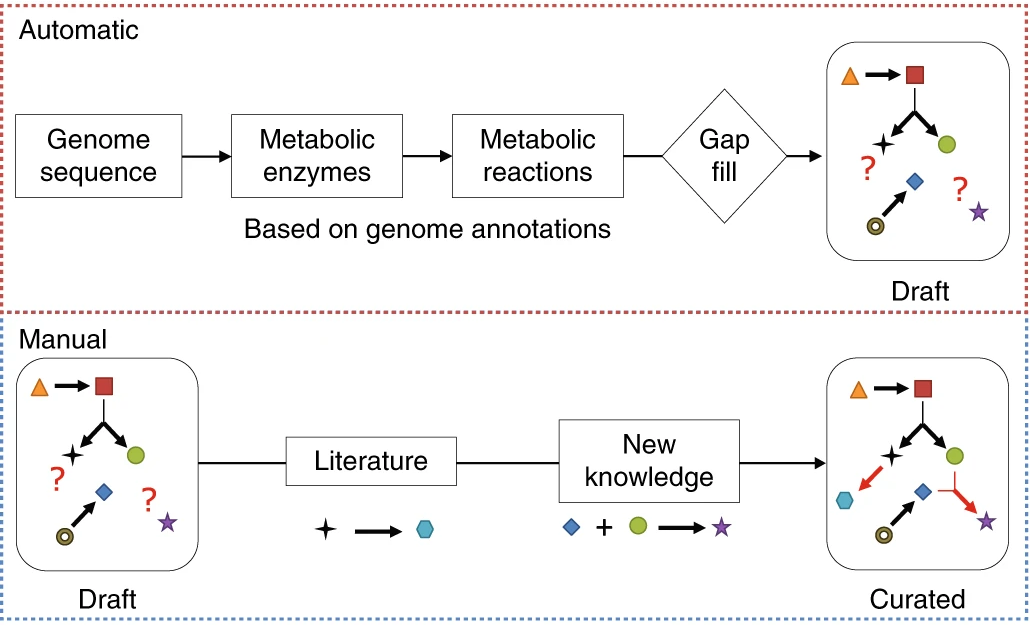 Automatic
Genome
sequence
Metabolic
enzymes
Metabolic
reactions
Gap
fill
?
?
Based on genome annotations
Draft
Manual
Literature
New
knowledge
?
?
+
Draft
Curated